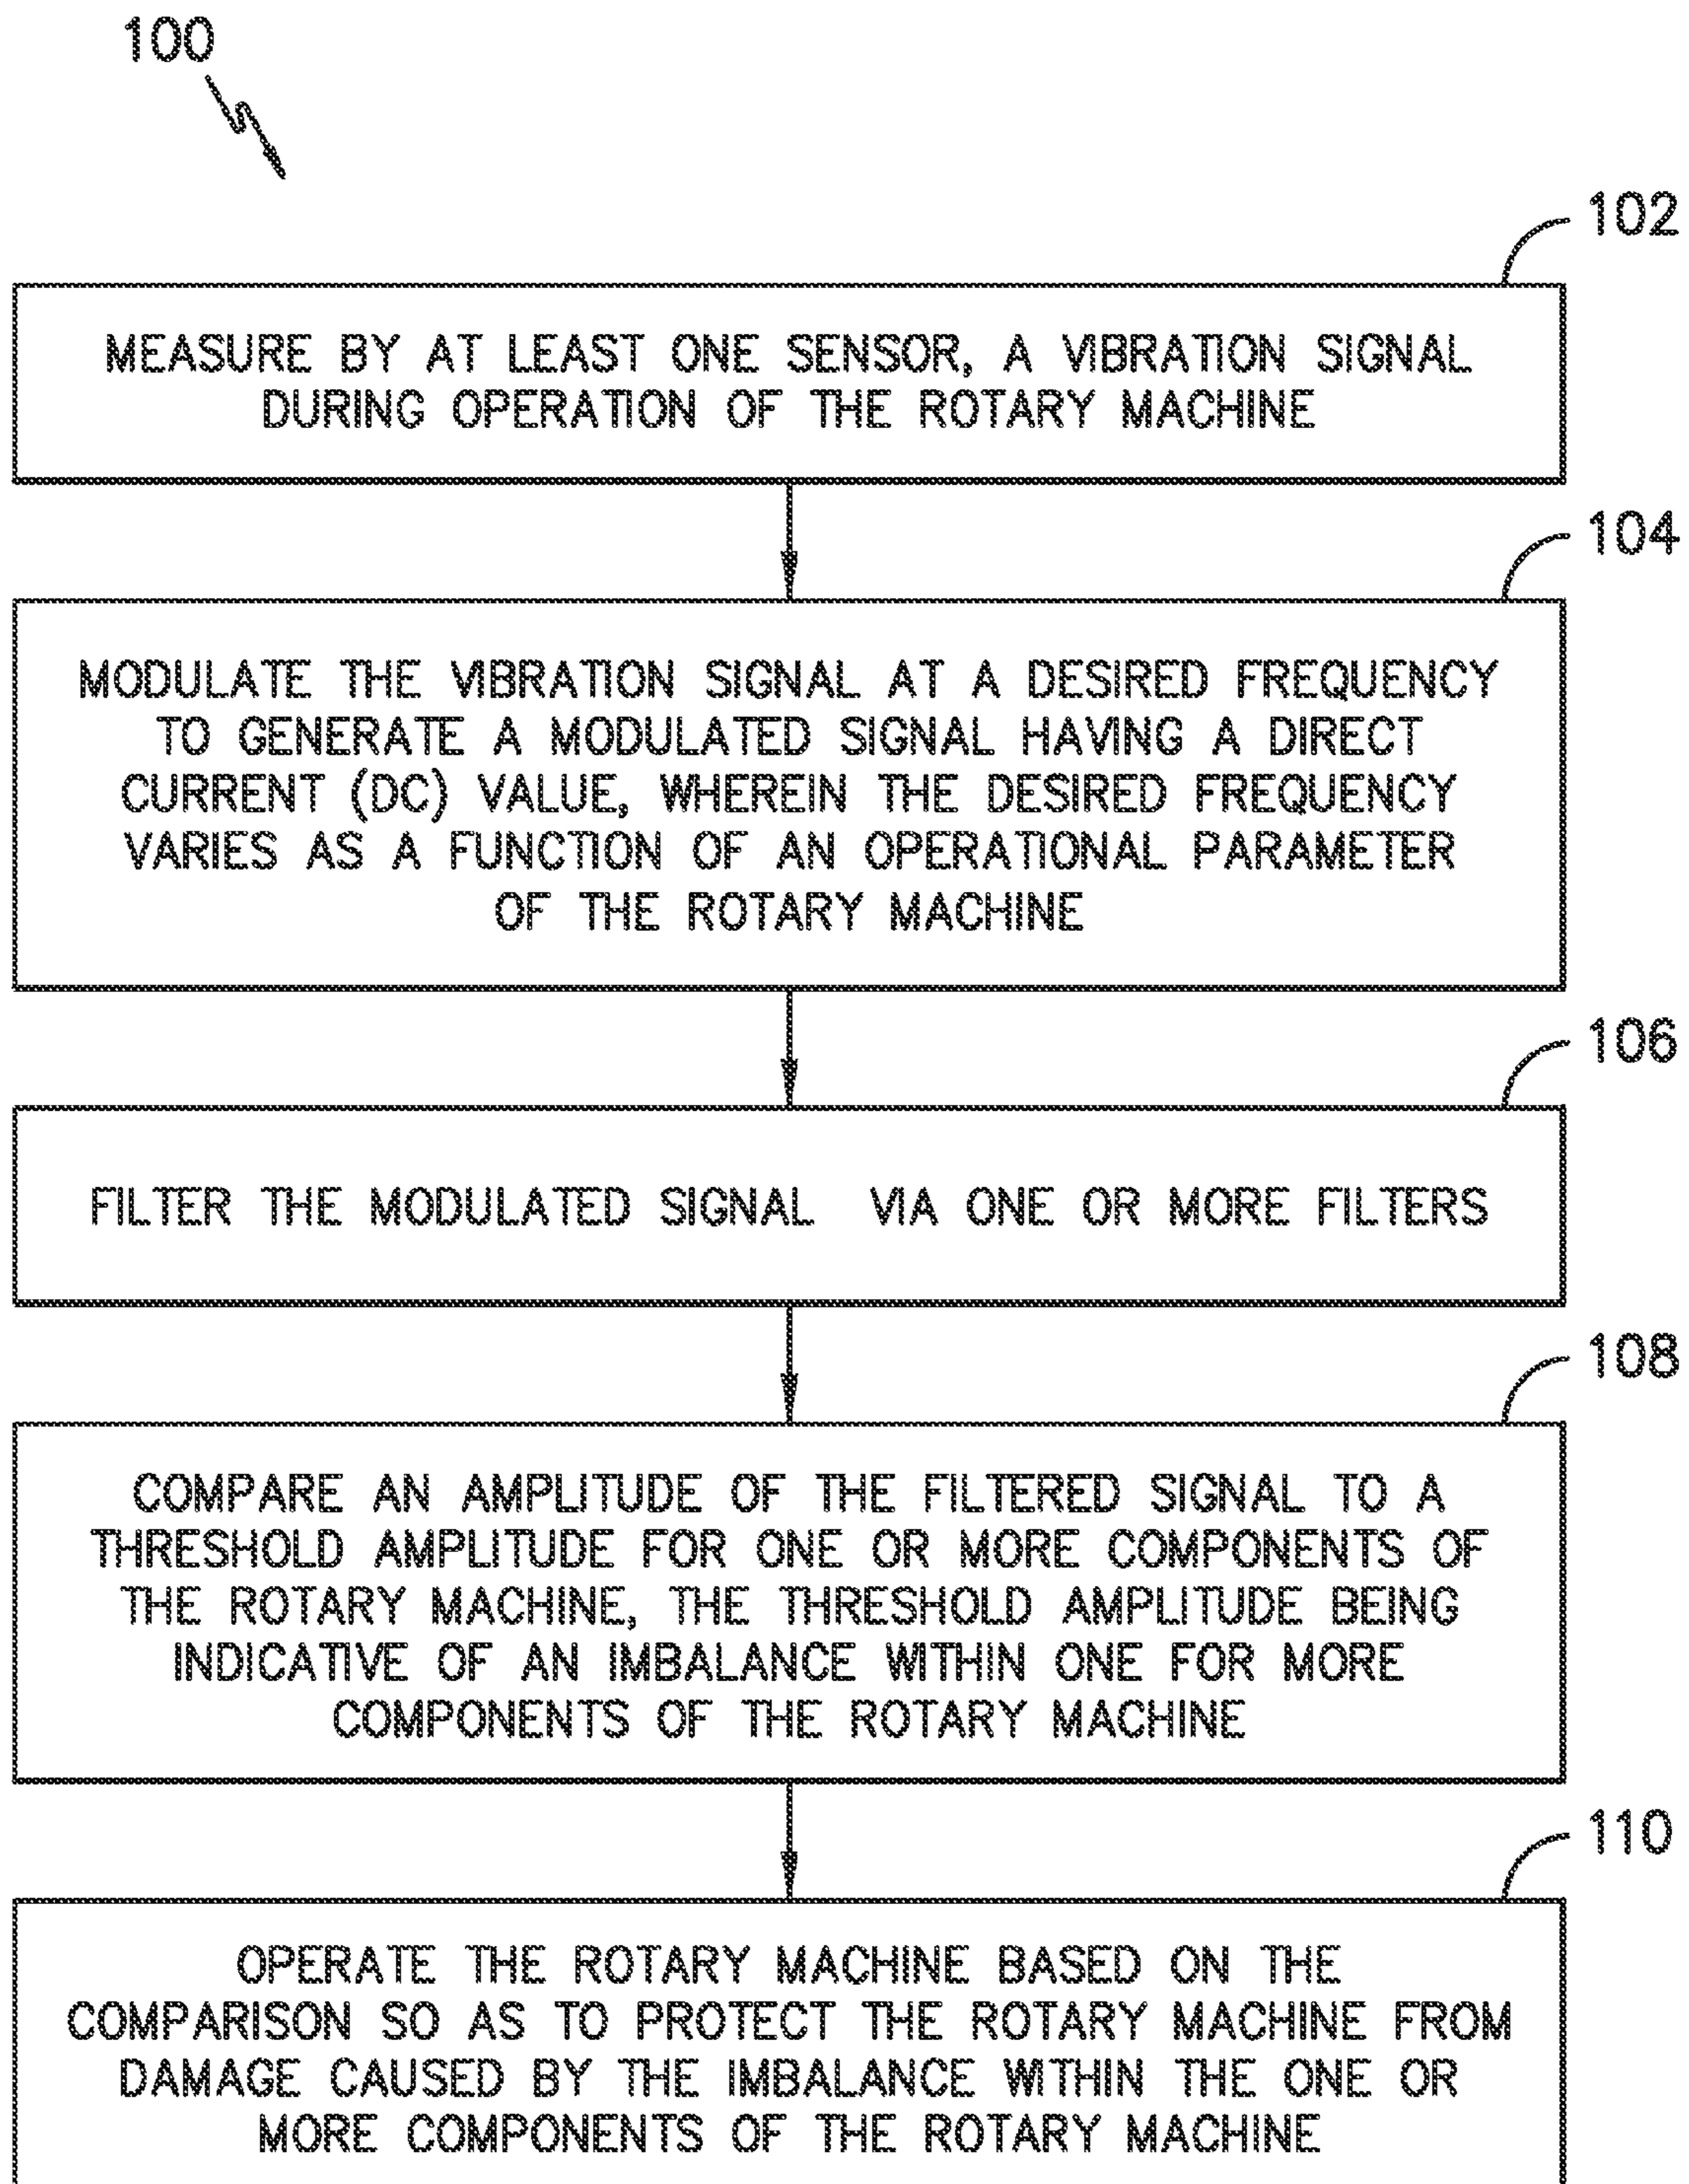 100
102
MEASURE BY AT LEAST ONE SENSOR, A VIBRATION SIGNAL
DURING OPERATION OF THE ROTARY MACHINE
104
MODULATE THE VIBRATION SIGNAL AT A DESIRED FREQUENCY
TO GENERATE A MODULATED SIGNAL HAVING A DIRECT
CURRENT (DC) VALUE, WHEREIN THE DESIRED FREQUENCY
VARIES AS A FUNCTION OF AN OPERATIONAL PARAMETER
OF THE ROTARY MACHINE
106
FILTER THE MODULATED SIGNAL VIA ONE OR MORE FILTERS
108
COMPARE AN AMPLITUDE OF THE FILTERED SIGNAL TO A
THRESHOLD AMPLITUDE FOR ONE OR MORE COMPONENTS OF
THE ROTARY MACHINE, THE THRESHOLD AMPLITUDE BEING
INDICATIVE OF AN IMBALANCE WITHIN ONE FOR MORE
COMPONENTS OF THE ROTARY MACHINE
110
OPERATE THE ROTARY MACHINE BASED ON THE
COMPARISON SO AS TO PROTECT THE ROTARY MACHINE FROM
DAMAGE CAUSED BY THE IMBALANCE WITHIN THE ONE OR
MORE COMPONENTS OF THE ROTARY MACHINE